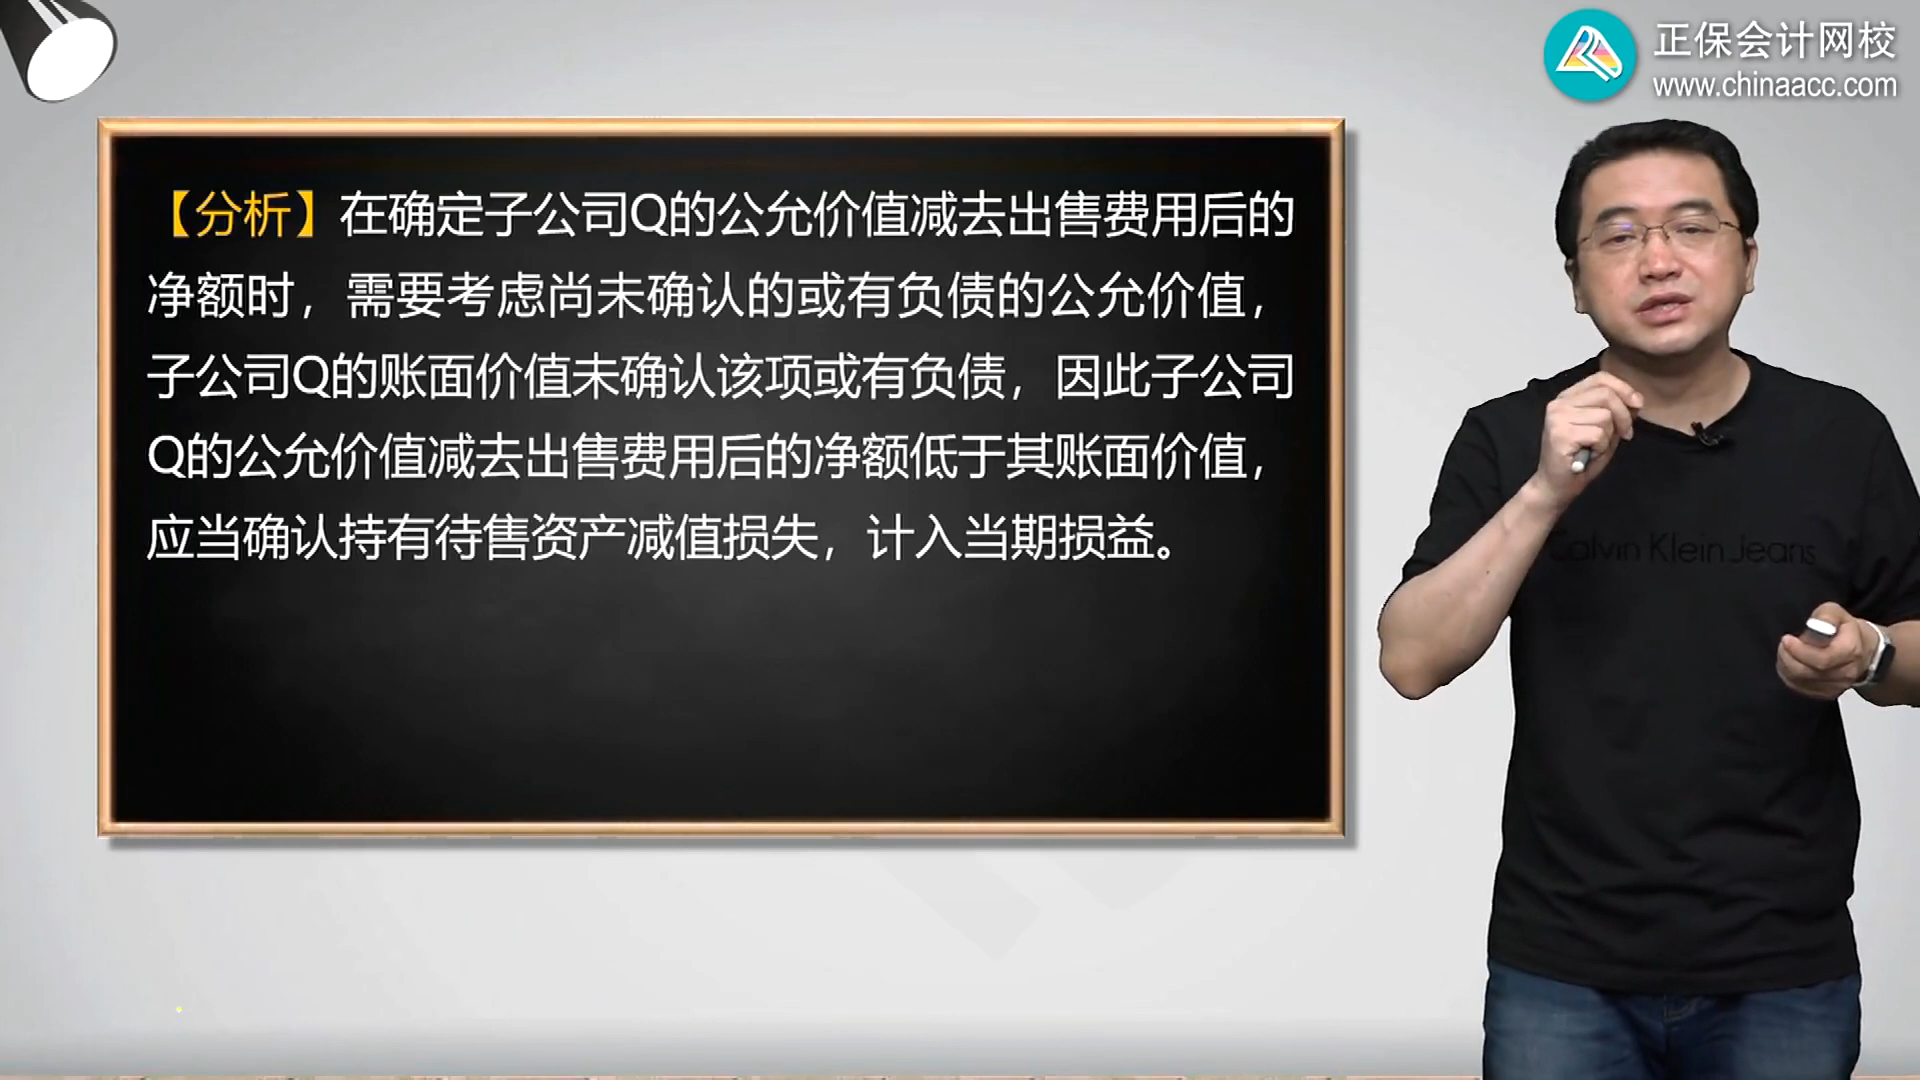 正保会计网校
www.chinaacc.com
【分析】在确定子公司Q的公允价值减去出售费用后的
净额时，需要考虑尚未确认的或有负债的公允价值，
子公司Q的账面价值未确认该项或有负债，因此子公司
Q的公允价值减去出售费用后的净额低于其账面价值，
应当确认持有待售资产减值损失，计入当期损益。
Calvin Klein Jeans